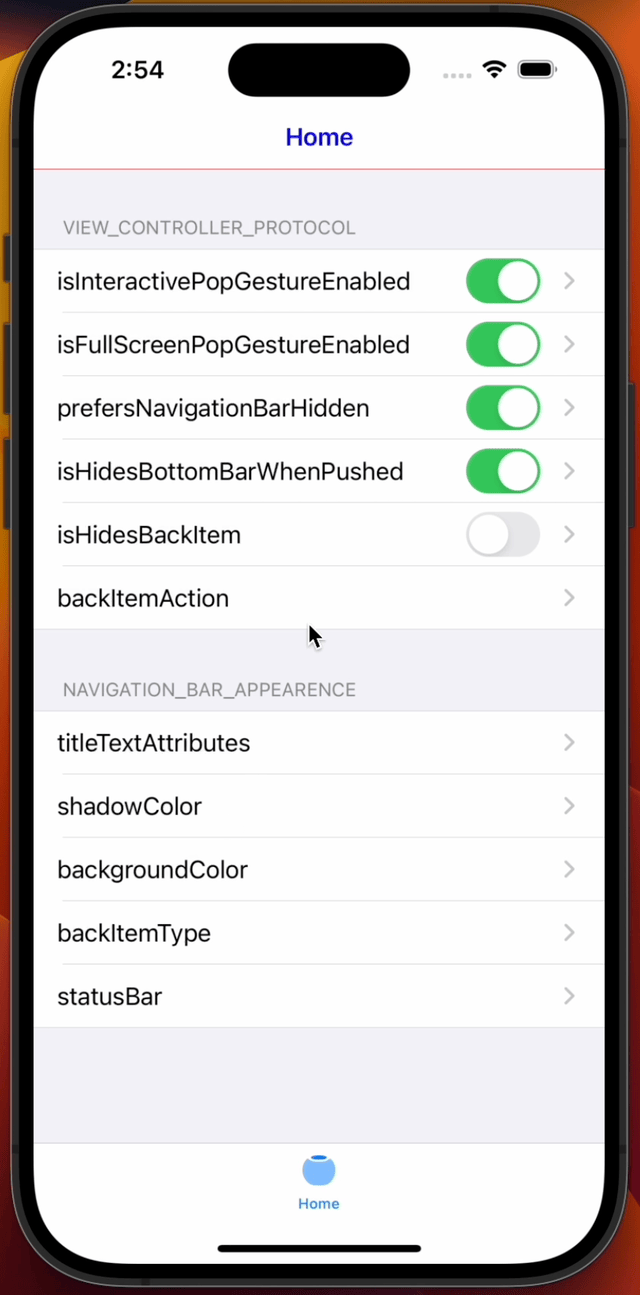 2:54
Home
VIEW_CONTROLLER_PROTOCOL
isInteractivePopGestureEnabled
isFullScreenPopGestureEnabled
prefersNavigationBarHidden
isHidesBottomBarWhenPushed
isHidesBackItem
backItemAction
NAVIGATION_BAR_APPEARENCE
titleTextAttributes
shadowColor
backgroundColor
backItemType
statusBar
Home